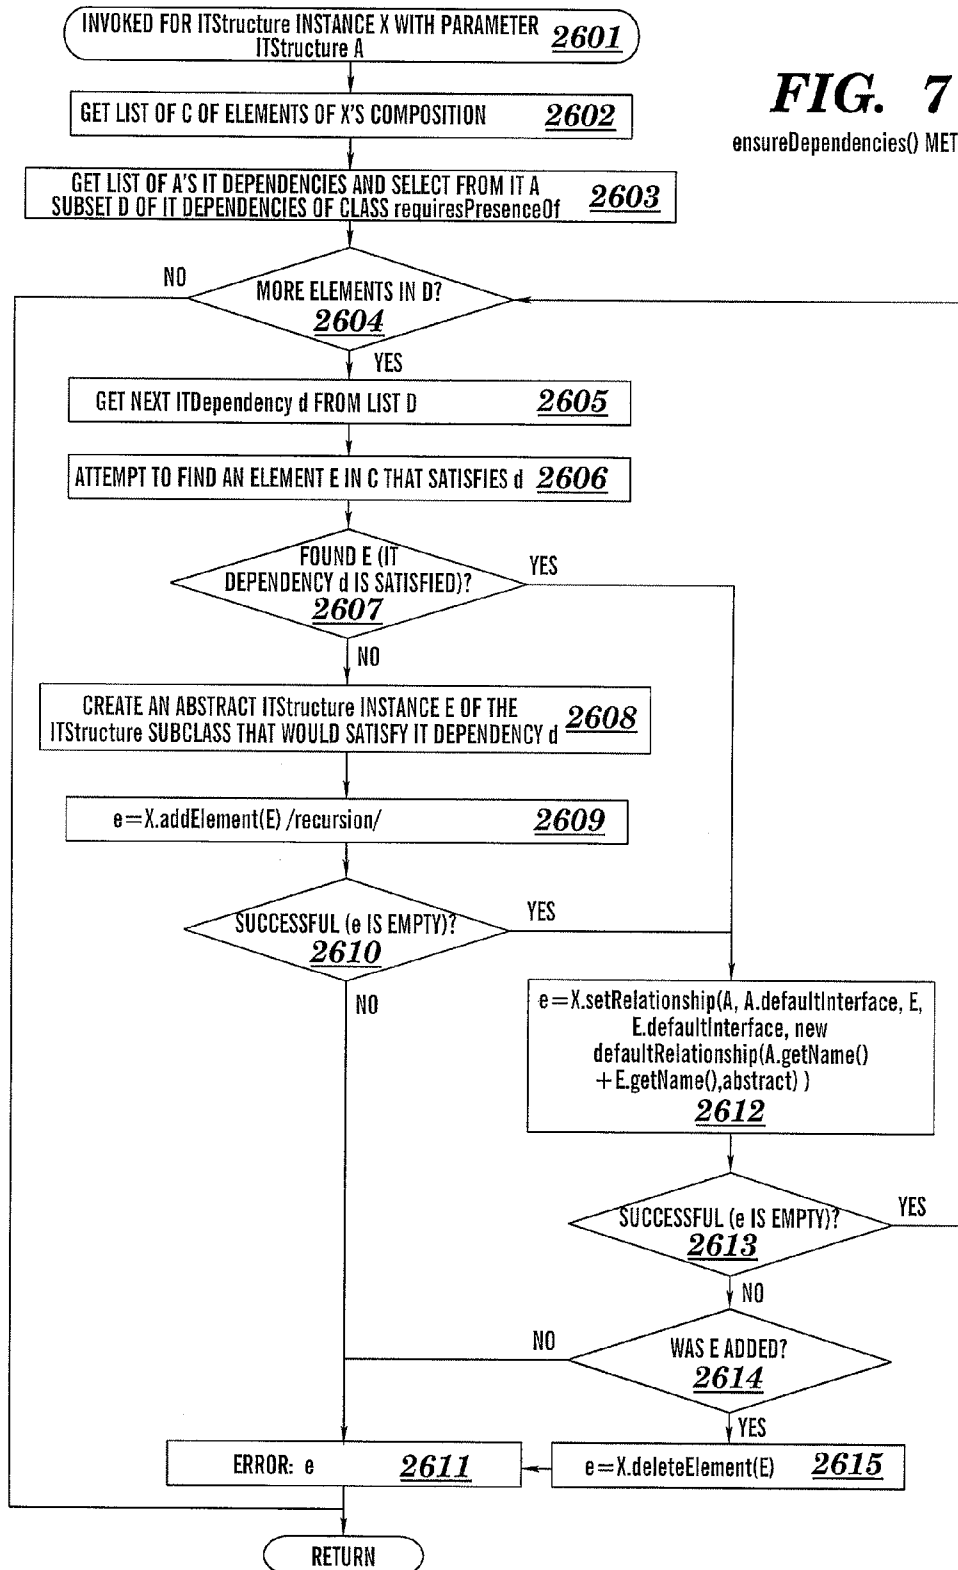 INVOKED FOR ITStructure INSTANCE X WITH PARAMETER
ITStructure A
2601
FIG. 7
ensureDependencies() MET
GET LIST OF C OF ELEMENTS OF X'S COMPOSITION 2602
GET LIST OF A'S IT DEPENDENCIES AND SELECT FROM IT A
SUBSET D OF IT DEPENDENCIES OF CLASS requiresPresenceOf
2603
NO
MORE ELEMENTS IN D?
2604
YES
GET NEXT ITDependency d FROM LIST D 2605
ATTEMPT TO FIND AN ELEMENT E IN C THAT SATISFIES d 2606
FOUND E (IT
DEPENDENCY d IS SATISFIED)?
2607
YES
NO
CREATE AN ABSTRACT ITStructure INSTANCE E OF THE
ITStructure SUBCLASS THAT WOULD SATISFY IT DEPENDENCY d
2608
e=X.addElement(E) /recursion/ 2609
SUCCESSFUL (e IS EMPTY)?
2610
YES
NO
e=X.setRelationship(A, A.defaultInterface, E,
E.defaultInterface, new
defaultRelationship(A.getName()
+E.getName(),abstract) )
2612
SUCCESSFUL (e IS EMPTY)?
2613
YES
NO
WAS E ADDED?
2614
NO
YES
ERROR: e 2611
e=X.deleteElement(E) 2615
RETURN